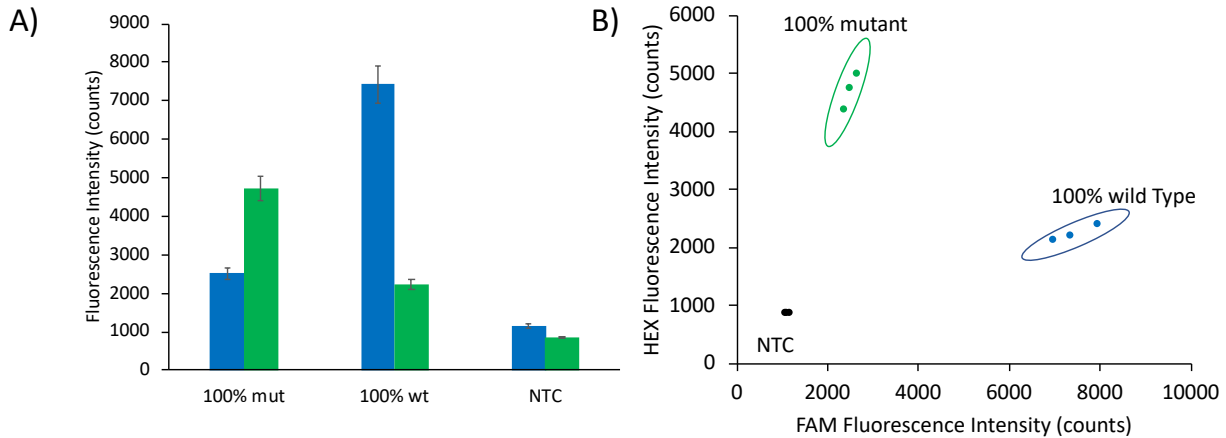 A)
Fluorescence Intensity (counts)
9000
8000
7000
6000
5000
4000
3000
2000
1000
0
100% mut
100% wt
NTC
B)
HEX Fluorescence Intensity (counts)
6000
5000
4000
3000
2000
1000
0
100% mutant
100% wild Type
NTC
0
2000
4000
6000
8000
10000
FAM Fluorescence Intensity (counts)